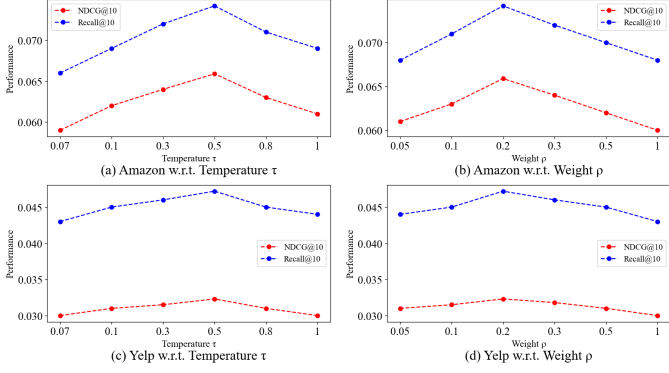 NDCG@10
Recall@10
0.070
0.065
0.060
Performance
0.07 0.1 0.3 0.5 0.8 1
Temperature τ
(a) Amazon w.r.t. Temperature τ
NDCG@10
Recall@10
0.070
0.065
0.060
Performance
0.05 0.1 0.2 0.3 0.5 1
Weight ρ
(b) Amazon w.r.t. Weight ρ
NDCG@10
Recall@10
0.045
0.040
0.035
0.030
Performance
0.07 0.1 0.3 0.5 0.8 1
Temperature τ
(c) Yelp w.r.t. Temperature τ
NDCG@10
Recall@10
0.045
0.040
0.035
0.030
Performance
0.05 0.1 0.2 0.3 0.5 1
Weight ρ
(d) Yelp w.r.t. Weight ρ